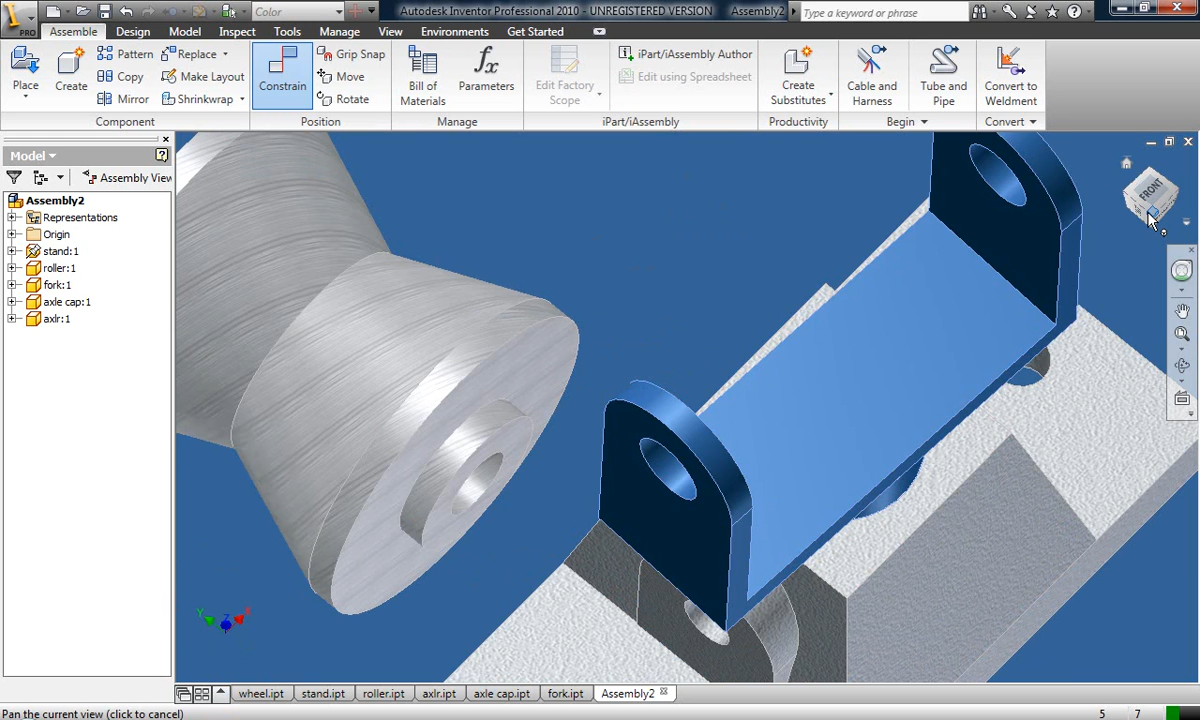 Color
Autodesk Inventor Professional 2010 - UNREGISTERED VERSION Assembly2
Type a keyword or phrase
PRO
Assemble Design Model Inspect Tools Manage View Environments Get Started
Place
Create
Pattern
Copy
Mirror
Replace
Make Layout
Shrinkwrap
Component
Constrain
Grip Snap
Move
Rotate
Position
Bill of
Materials
Parameters
Manage
iPart/iAssembly Author
Edit Factory
Scope
Edit using Spreadsheet
iPart/iAssembly
Create
Substitutes
Productivity
Cable and
Harness
Tube and
Pipe
Begin
Convert to
Weldment
Convert
Model
Assembly View
Assembly2
Representations
Origin
stand:1
roller:1
fork:1
axle cap:1
axlr:1
FRONT
Y Z X
wheel.ipt stand.ipt roller.ipt axlr.ipt axle cap.ipt fork.ipt Assembly2
Pan the current view (click to cancel) 5 7